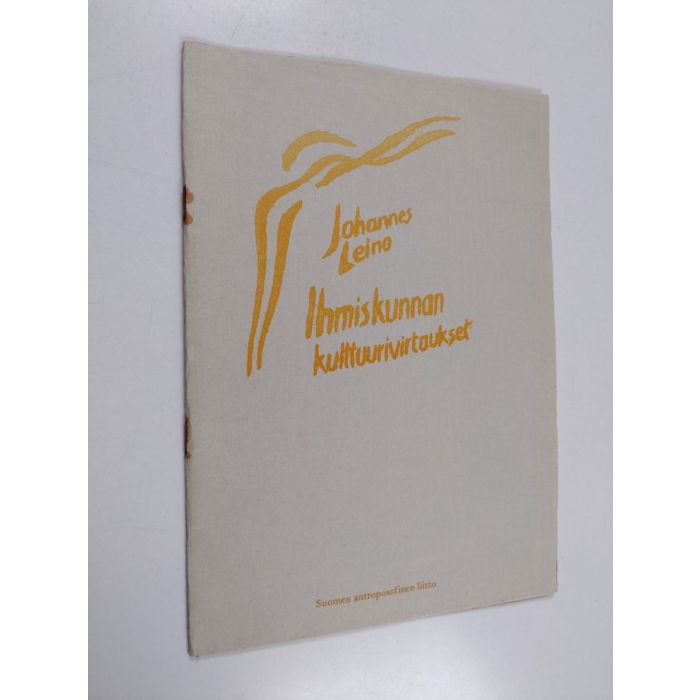 Johannes
Leino
Ihmiskunnan
kulttuurivirtaukset
Suomen antroposofinen liitto